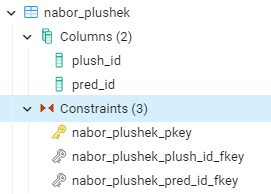 nabor_plushek
Columns (2)
plush_id
pred_id
Constraints (3)
nabor_plushek_pkey
nabor_plushek_plush_id_fkey
nabor_plushek_pred_id_fkey